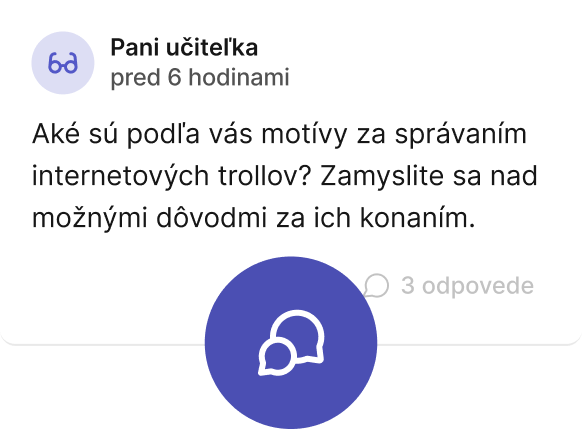 Pani učiteľka
pred 6 hodinami
Aké sú podľa vás motívy za správaním
internetových trollov? Zamyslite sa nad
možnými dôvodmi za ich konaním.
3 odpovede